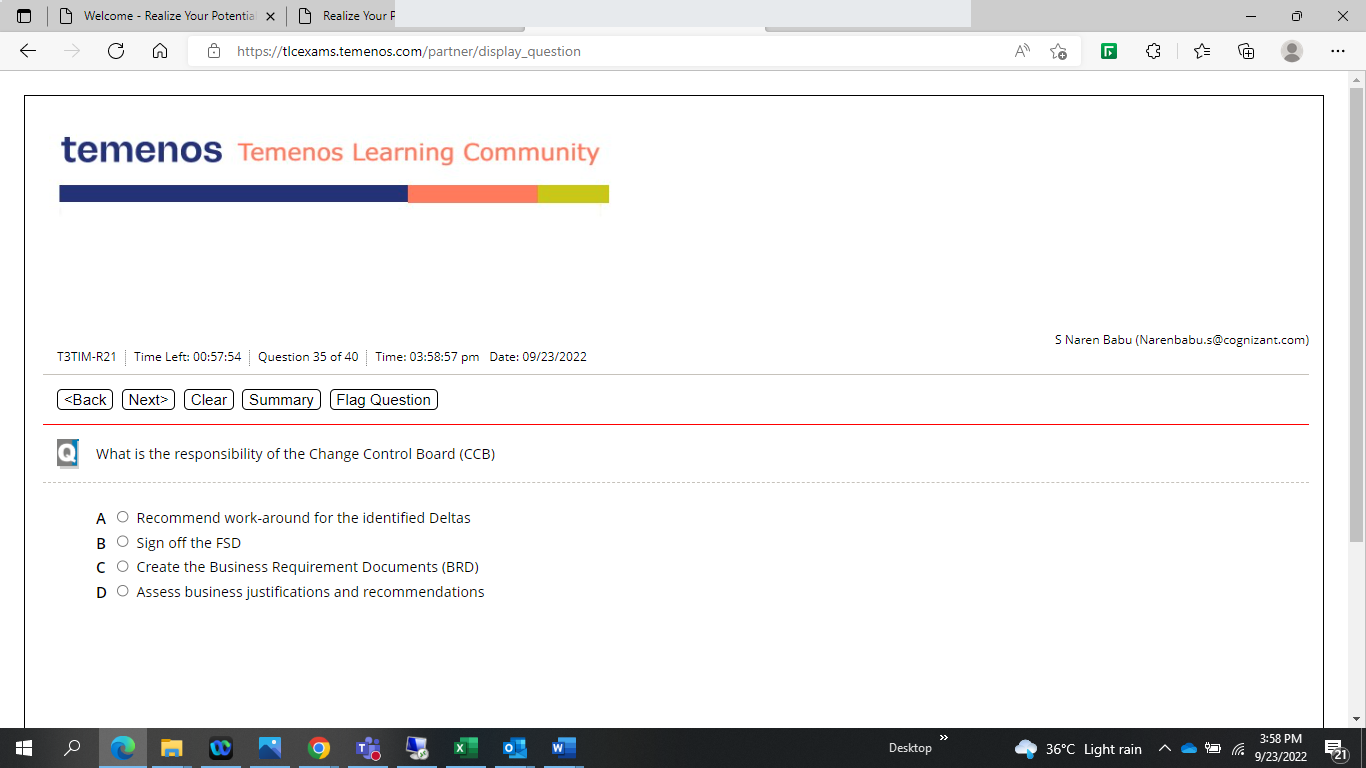 Welcome - Realize Your Potential
Realize Your P
https://tlcexams.temenos.com/partner/display_question
temenos Temenos Learning Community
S Naren Babu (Narenbabu.s@cognizant.com)
T3TIM-R21 Time Left: 00:57:54 Question 35 of 40 Time: 03:58:57 pm Date: 09/23/2022
<Back Next> Clear Summary Flag Question
Q What is the responsibility of the Change Control Board (CCB)
A Recommend work-around for the identified Deltas
B Sign off the FSD
C Create the Business Requirement Documents (BRD)
D Assess business justifications and recommendations
Desktop
36°C Light rain
3:58 PM
9/23/2022
21